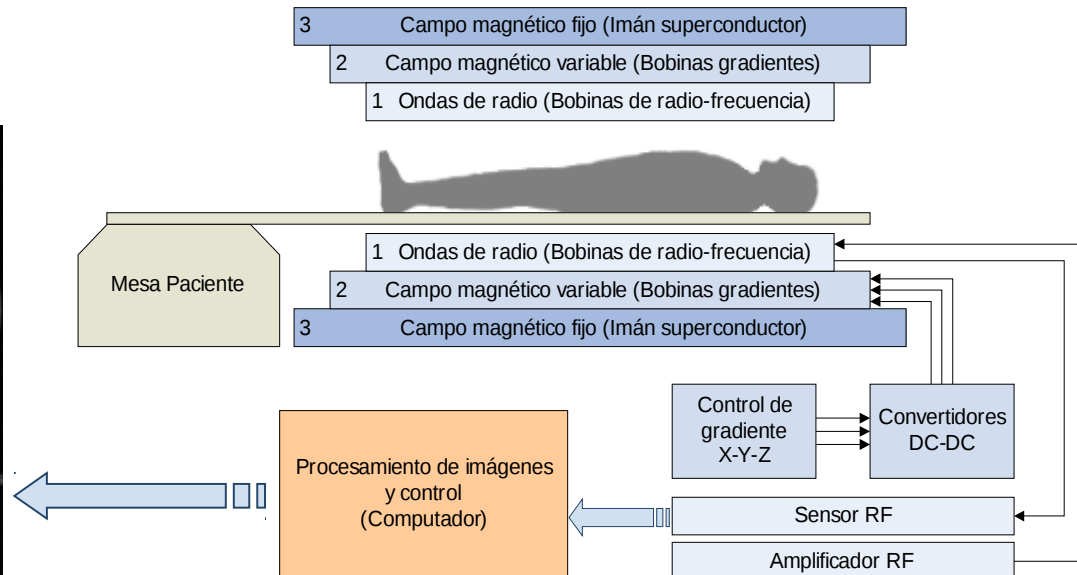 3 Campo magnético fijo (Imán superconductor)
2 Campo magnético variable (Bobinas gradientes)
1 Ondas de radio (Bobinas de radio-frecuencia)
1 Ondas de radio (Bobinas de radio-frecuencia)
Mesa Paciente
2 Campo magnético variable (Bobinas gradientes)
3 Campo magnético fijo (Imán superconductor)
Control de
gradiente
X-Y-Z
Convertidores
DC-DC
Procesamiento de imágenes
y control
(Computador)
Sensor RF
Amplificador RF